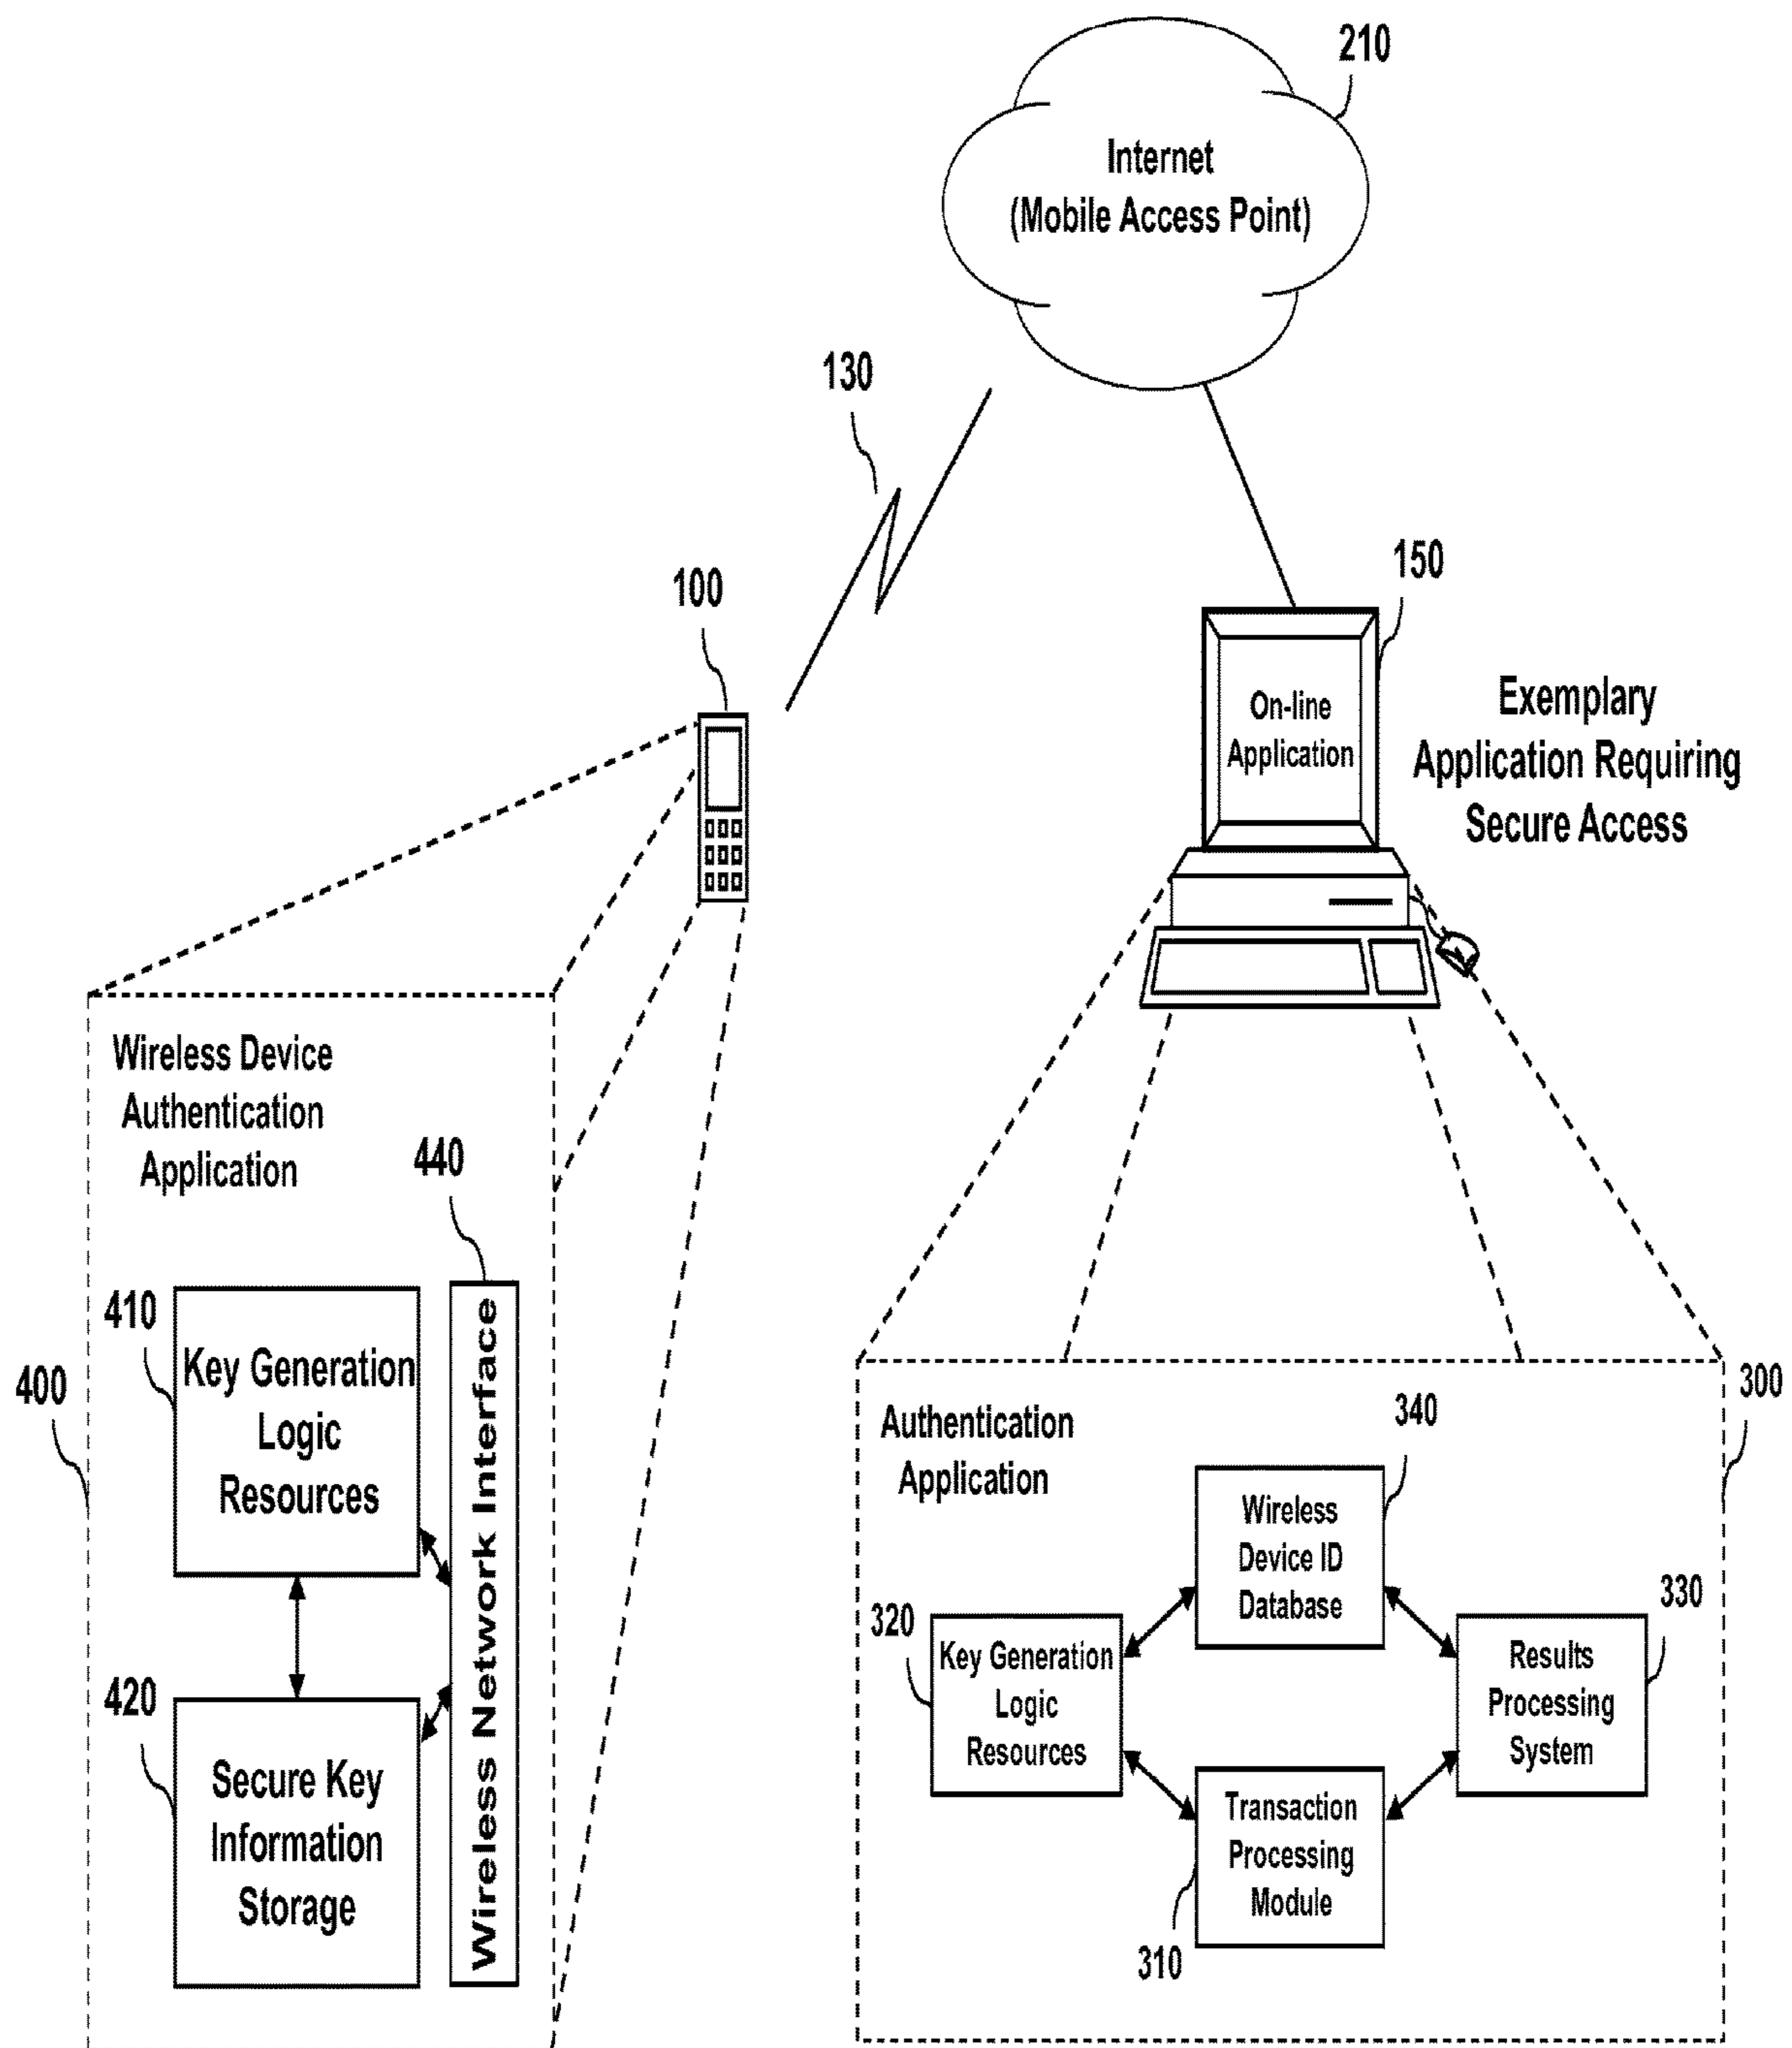 210
Internet
(Mobile Access Point)
130
150
100
On-line
Application
Exemplary
Application Requiring
Secure Access
Wireless Device
Authentication
Application
440
410
Key Generation
Logic
Resources
Wireless Network Interface
400
300
Authentication
Application
340
Wireless
Device ID
Database
330
320
Key Generation
Logic
Resources
Results
Processing
System
420
Secure Key
Information
Storage
Transaction
Processing
Module
310